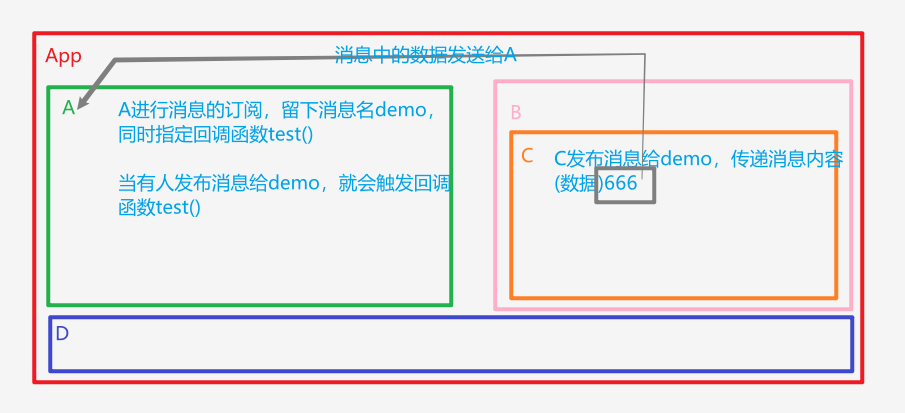 App
消息中的数据发送给A
A
A进行消息的订阅，留下消息名demo，
同时指定回调函数test()
当有人发布消息给demo，就会触发回调
函数test()
B
C
C发布消息给demo，传递消息内容
(数据)666
D